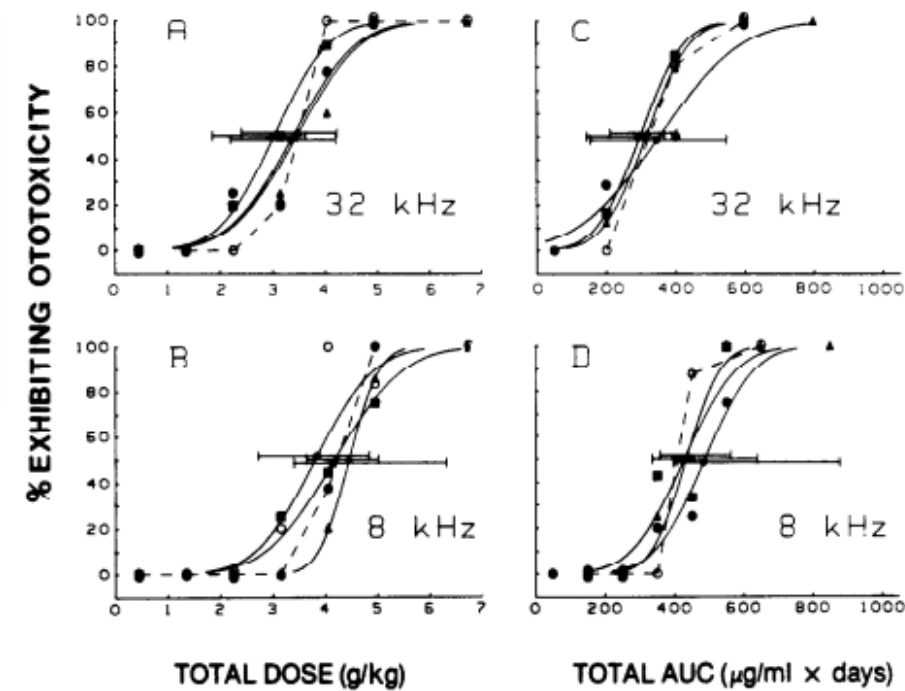 % EXHIBITING OTOTOXICITY
A
100
80
60
40
20
0
32 kHz
0 1 2 3 4 5 6 7
C
32 kHz
0 200 400 600 800 1000
B
100
80
60
40
20
0
8 kHz
0 1 2 3 4 5 6 7
D
8 kHz
0 200 400 600 800 1000
TOTAL DOSE (g/kg)
TOTAL AUC (μg/ml × days)